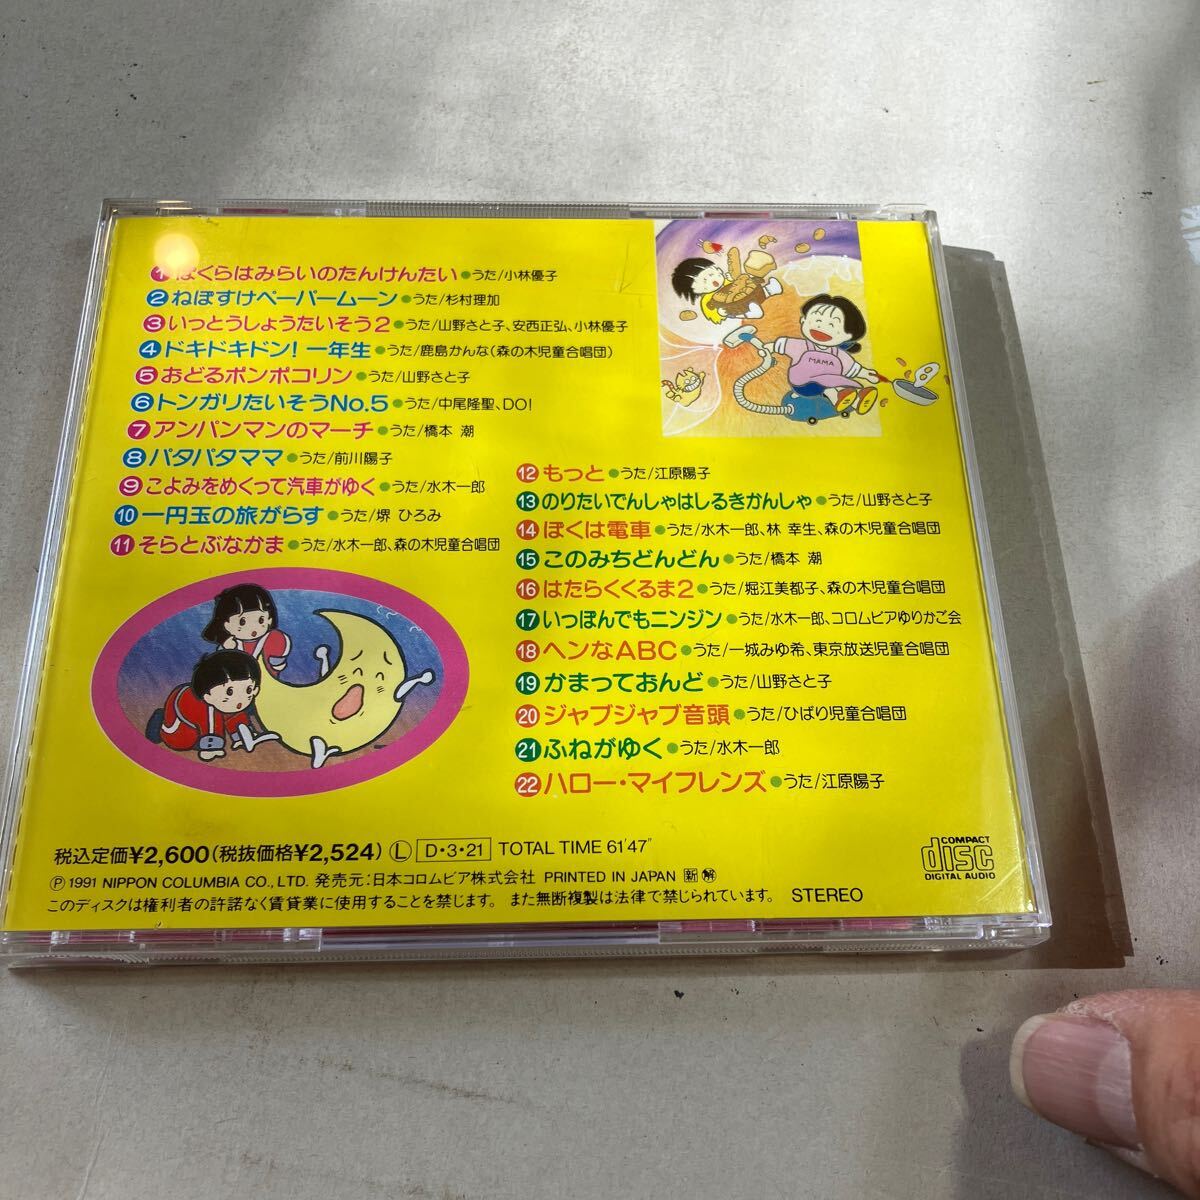 1 ぼくらはみらいのたんけんたい●うた/小林優子
2 ねぼすけペーパームーン●うた/杉村理加
3 いっとうしょうたいそう2●うた/山野さと子、安西正弘、小林優子
4 ドキドキドン!一年生●うた/鹿島かんな(森の木児童合唱団)
5 おどるポンポコリン●うた/山野さと子
6 トンガリたいそうNo.5●うた/中尾隆聖、DO!
7 アンパンマンのマーチ●うた/橋本 潮
8 パタパタママ●うた/前川陽子
9 こよみをめくって汽車がゆく●うた/水木一郎
10 一円玉の旅がらす●うた/堺 ひろみ
11 そらとぶなかま●うた/水木一郎、森の木児童合唱団
MAMA
12 もっと●うた/江原陽子
13 のりたいでんしゃはしるきかんしゃ●うた/山野さと子
14 ぼくは電車●うた/水木一郎、林 幸生、森の木児童合唱団
15 このみちどんどん●うた/橋本 潮
16 はたらくくるま2●うた/堀江美都子、森の木児童合唱団
17 いっぽんでもニンジン●うた/水木一郎、コロムビアゆりかご会
18 ヘンなABC●うた/一城みゆ希、東京放送児童合唱団
19 かまっておんど●うた/山野さと子
20 ジャブジャブ音頭●うた/ひばり児童合唱団
21 ふねがゆく●うた/水木一郎
22 ハロー・マイフレンズ●うた/江原陽子
税込定価¥2,600(税抜価格¥2,524) Ⓛ D・3・21 TOTAL TIME 61'47"
Ⓟ 1991 NIPPON COLUMBIA CO., LTD. 発売元:日本コロムビア株式会社 PRINTED IN JAPAN 新 解
このディスクは権利者の許諾なく賃貸業に使用することを禁じます。また無断複製は法律で禁じられています。 STEREO
COMPACT
disc
DIGITAL AUDIO